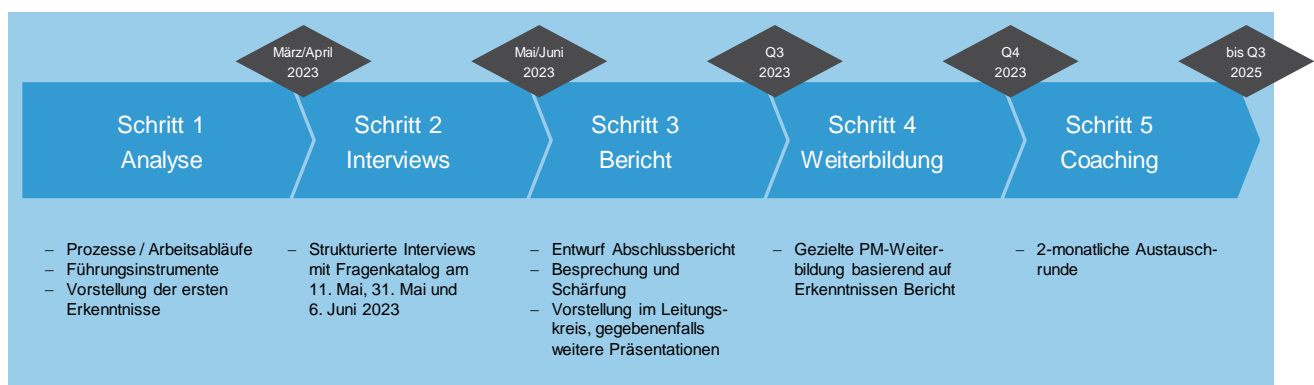 März/April
2023
Mai/Juni
2023
Q3
2023
Q4
2023
bis Q3
2025
Schritt 1
Analyse
Schritt 2
Interviews
Schritt 3
Bericht
Schritt 4
Weiterbildung
Schritt 5
Coaching
– Prozesse / Arbeitsabläufe
– Führungsinstrumente
– Vorstellung der ersten
Erkenntnisse
– Strukturierte Interviews
mit Fragenkatalog am
11. Mai, 31. Mai und
6. Juni 2023
– Entwurf Abschlussbericht
– Besprechung und
Schärfung
– Vorstellung im Leitungs-
kreis, gegebenenfalls
weitere Präsentationen
– Gezielte PM-Weiter-
bildung basierend auf
Erkenntnissen Bericht
– 2-monatliche Austausch-
runde